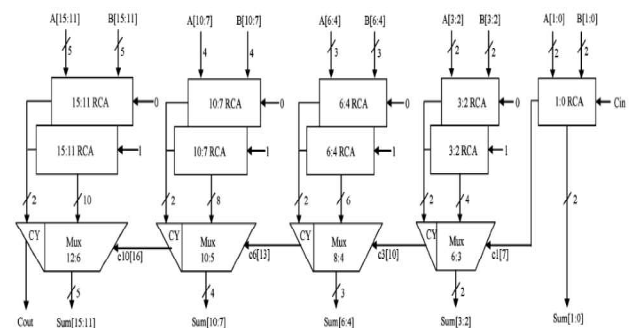 A[15:11] B[15:11] A[10:7] B[10:7] A[6:4] B[6:4] A[3:2] B[3:2] A[1:0] B[1:0]
5 5 4 4 3 3 2 2 2 2
15:11 RCA 0 10:7 RCA 0 6:4 RCA 0 3:2 RCA 0 1:0 RCA Cin
15:11 RCA 1 10:7 RCA 1 6:4 RCA 1 3:2 RCA 1
2 10 2 8 2 6 2 4 2
CY Mux CY Mux CY Mux CY Mux
12:6 c10[16] 10:5 c6[13] 8:4 c3[10] 6:3 c1[7]
5 4 3 2
Cout Sum[15:11] Sum[10:7] Sum[6:4] Sum[3:2] Sum[1:0]